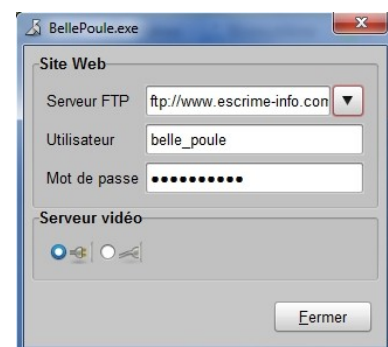 BellePoule.exe
Site Web
Serveur FTP ftp://www.escrime-info.com
Utilisateur belle_poule
Mot de passe ••••••••••
Serveur vidéo
Fermer